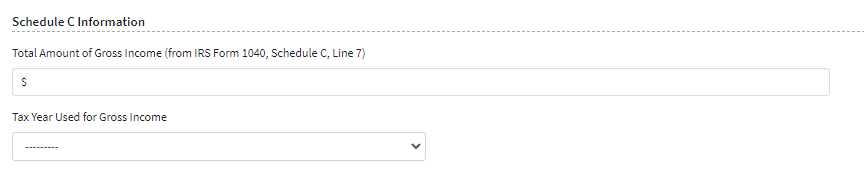 Schedule C Information
Total Amount of Gross Income (from IRS Form 1040, Schedule C, Line 7)
$
Tax Year Used for Gross Income
---------